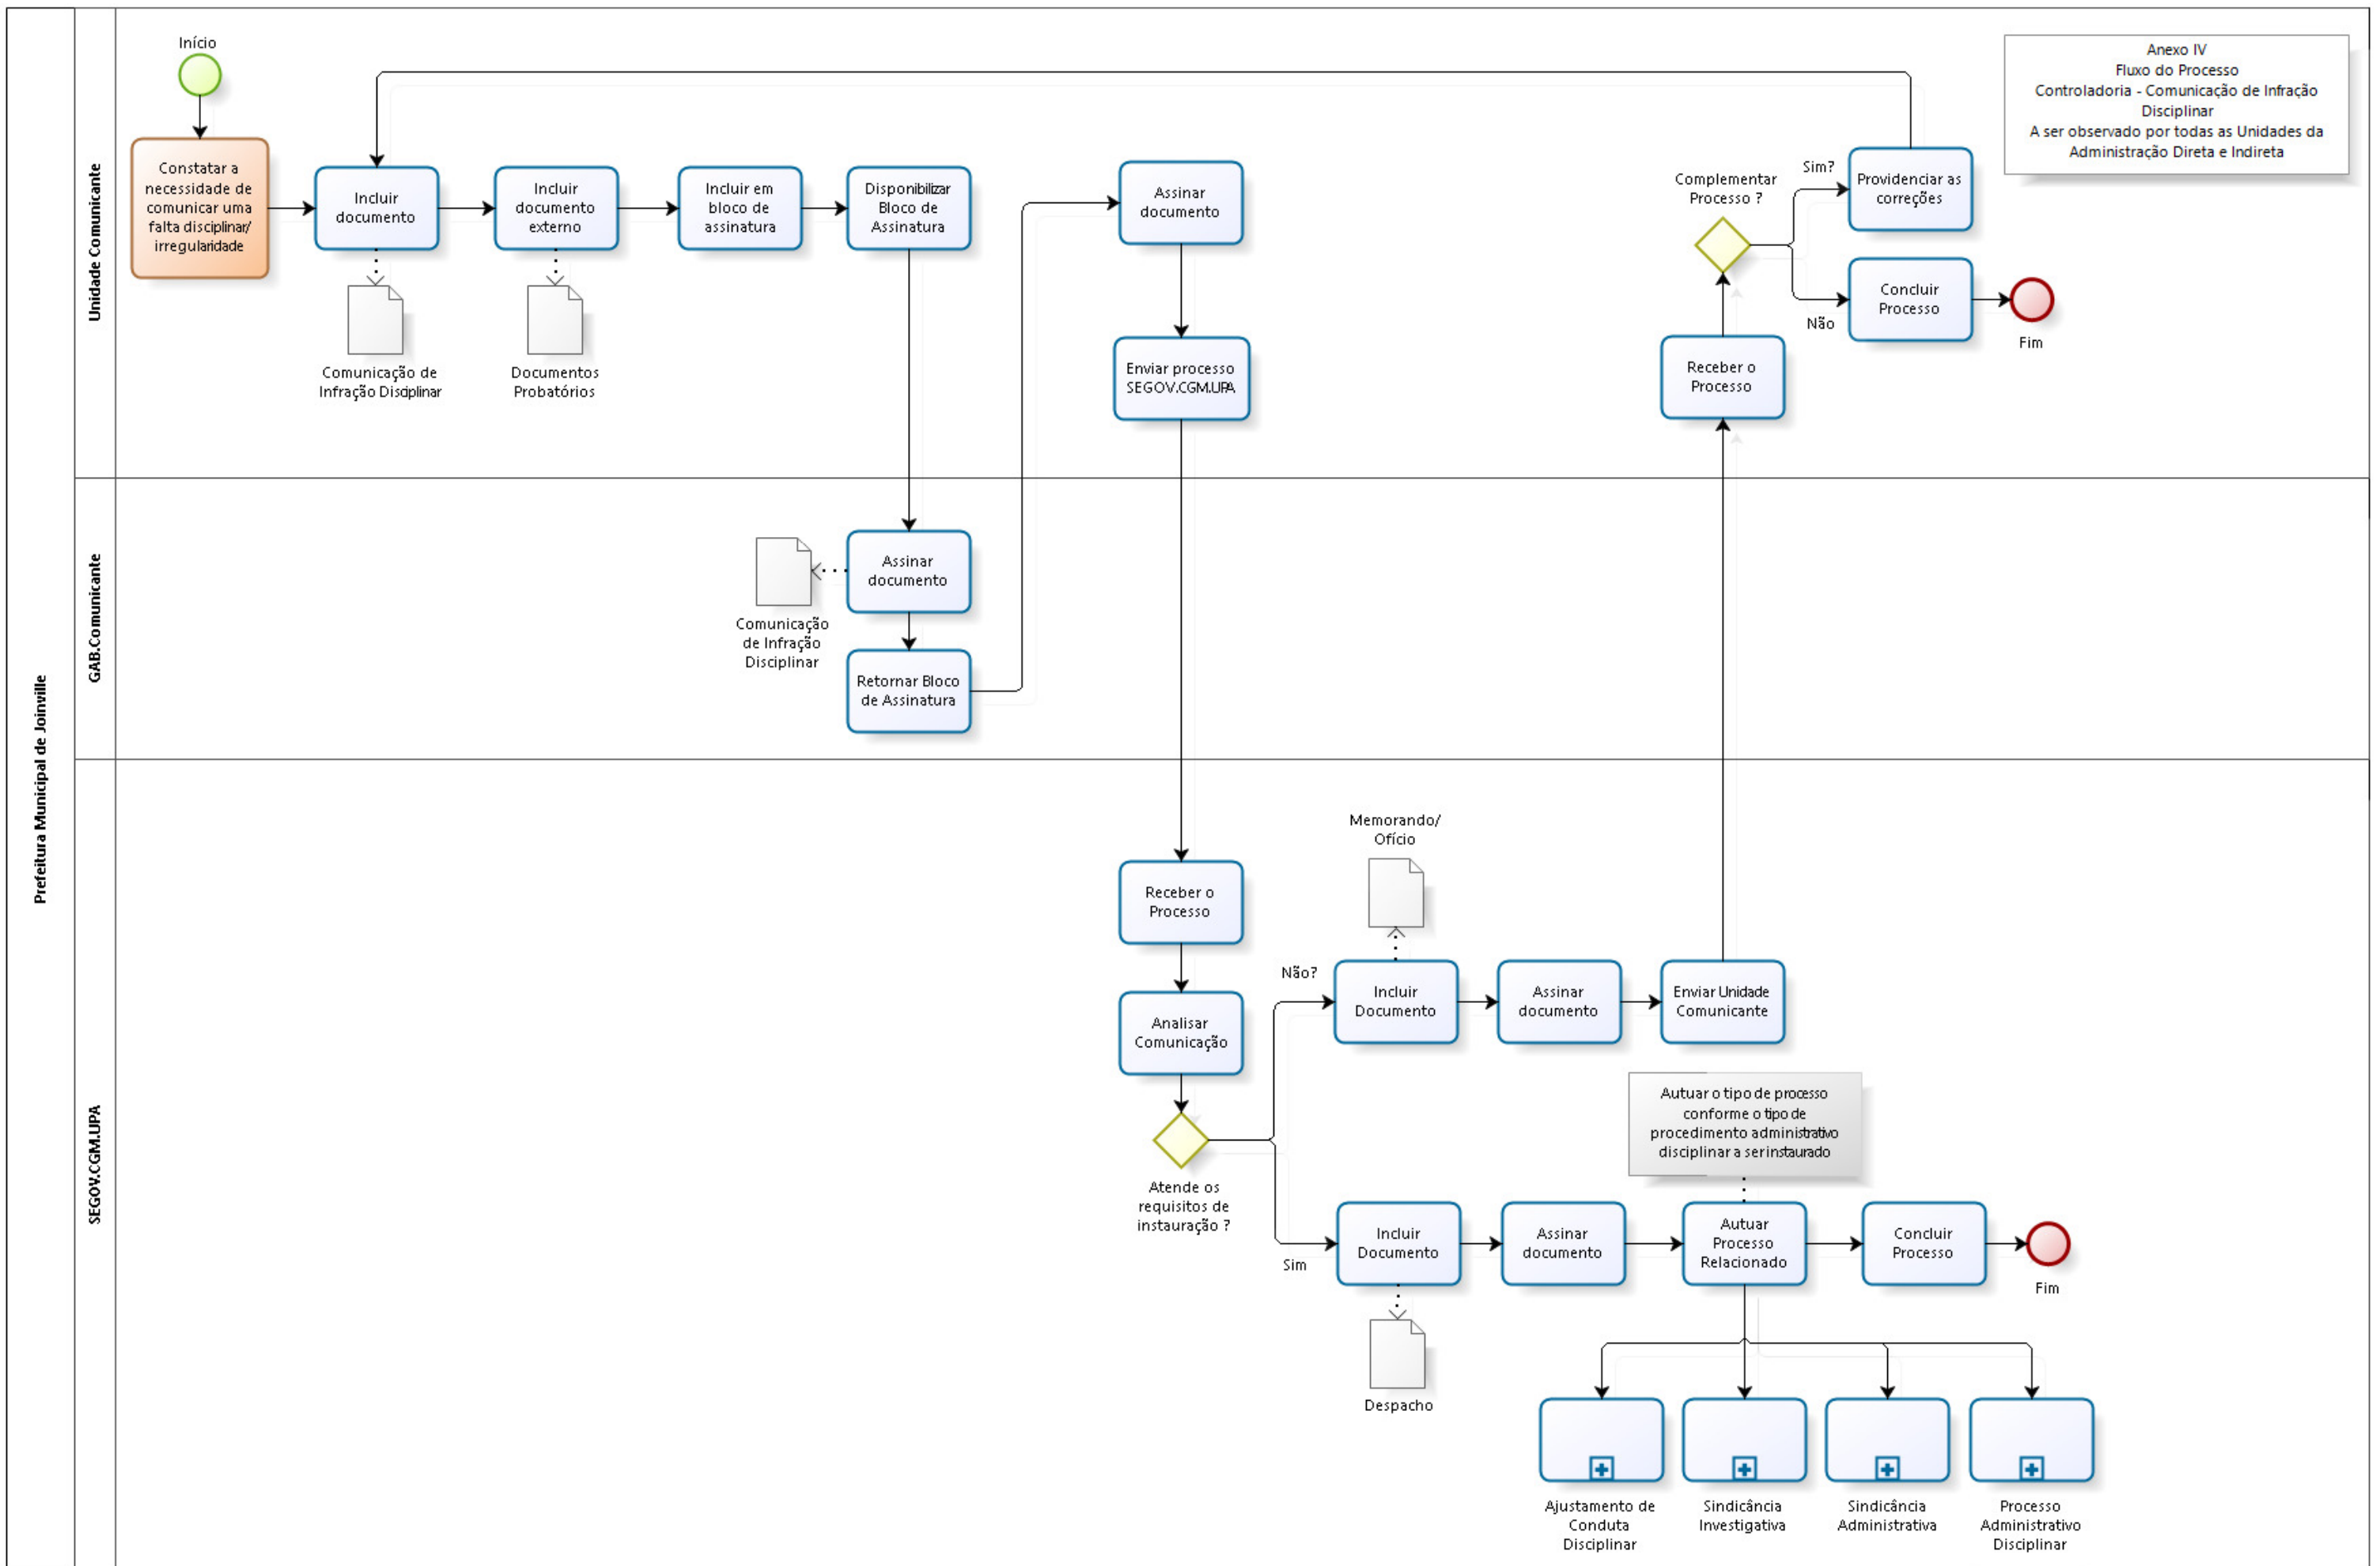 Prefeitura Municipal de Joinville
Unidade Comunicante
Início
Constatar a
necessidade de
comunicar uma
falta disciplinar/
irregularidade
Incluir
documento
Comunicação de
Infração Disciplinar
Incluir
documento
externo
Documentos
Probatórios
Incluir em
bloco de
assinatura
Disponibilizar
Bloco de
Assinatura
Assinar
documento
Enviar processo
SEGOV.CGM.UPA
Complementar
Processo ?
Sim?
Providenciar as
correções
Não
Concluir
Processo
Fim
Receber o
Processo
Anexo IV
Fluxo do Processo
Controladoria - Comunicação de Infração
Disciplinar
A ser observado por todas as Unidades da
Administração Direta e Indireta
GAB.Comunicante
Assinar
documento
Comunicação
de Infração
Disciplinar
Retornar Bloco
de Assinatura
SEGOV.CGM.UPA
Receber o
Processo
Analisar
Comunicação
Atende os
requisitos de
instauração ?
Não?
Memorando/
Ofício
Incluir
Documento
Assinar
documento
Enviar Unidade
Comunicante
Sim
Incluir
Documento
Despacho
Assinar
documento
Autuar o tipo de processo
conforme o tipo de
procedimento administrativo
disciplinar a ser instaurado
Autuar
Processo
Relacionado
Concluir
Processo
Fim
Ajustamento de
Conduta
Disciplinar
Sindicância
Investigativa
Sindicância
Administrativa
Processo
Administrativo
Disciplinar